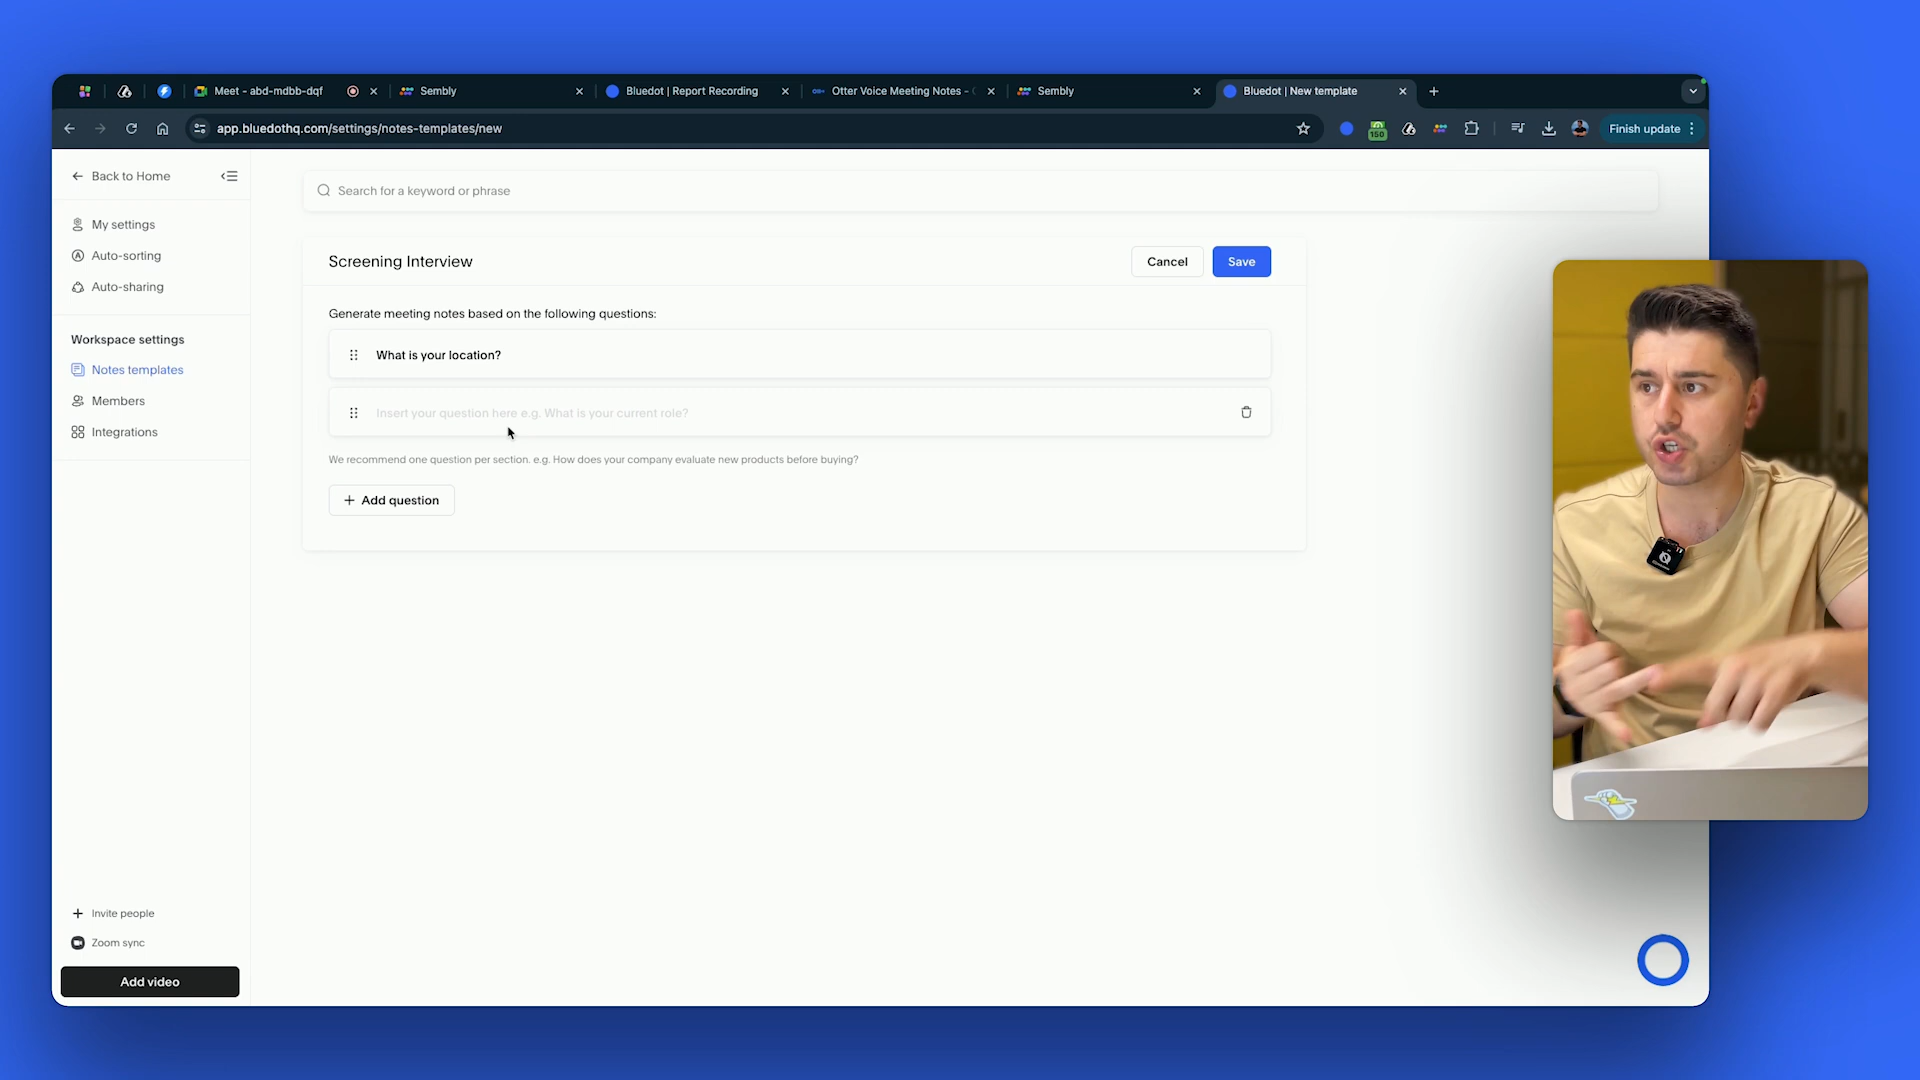 Meet - abd-mdbb-dqf
Sembly
Bluedot | Report Recording
Otter Voice Meeting Notes -
Sembly
Bluedot | New template
app.bluedothq.com/settings/notes-templates/new
150
Finish update
Back to Home
Search for a keyword or phrase
My settings
Auto-sorting
Auto-sharing
Workspace settings
Notes templates
Members
Integrations
Screening Interview
Cancel
Save
Generate meeting notes based on the following questions:
What is your location?
Insert your question here e.g. What is your current role?
We recommend one question per section. e.g. How does your company evaluate new products before buying?
+ Add question
+ Invite people
Zoom sync
Add video